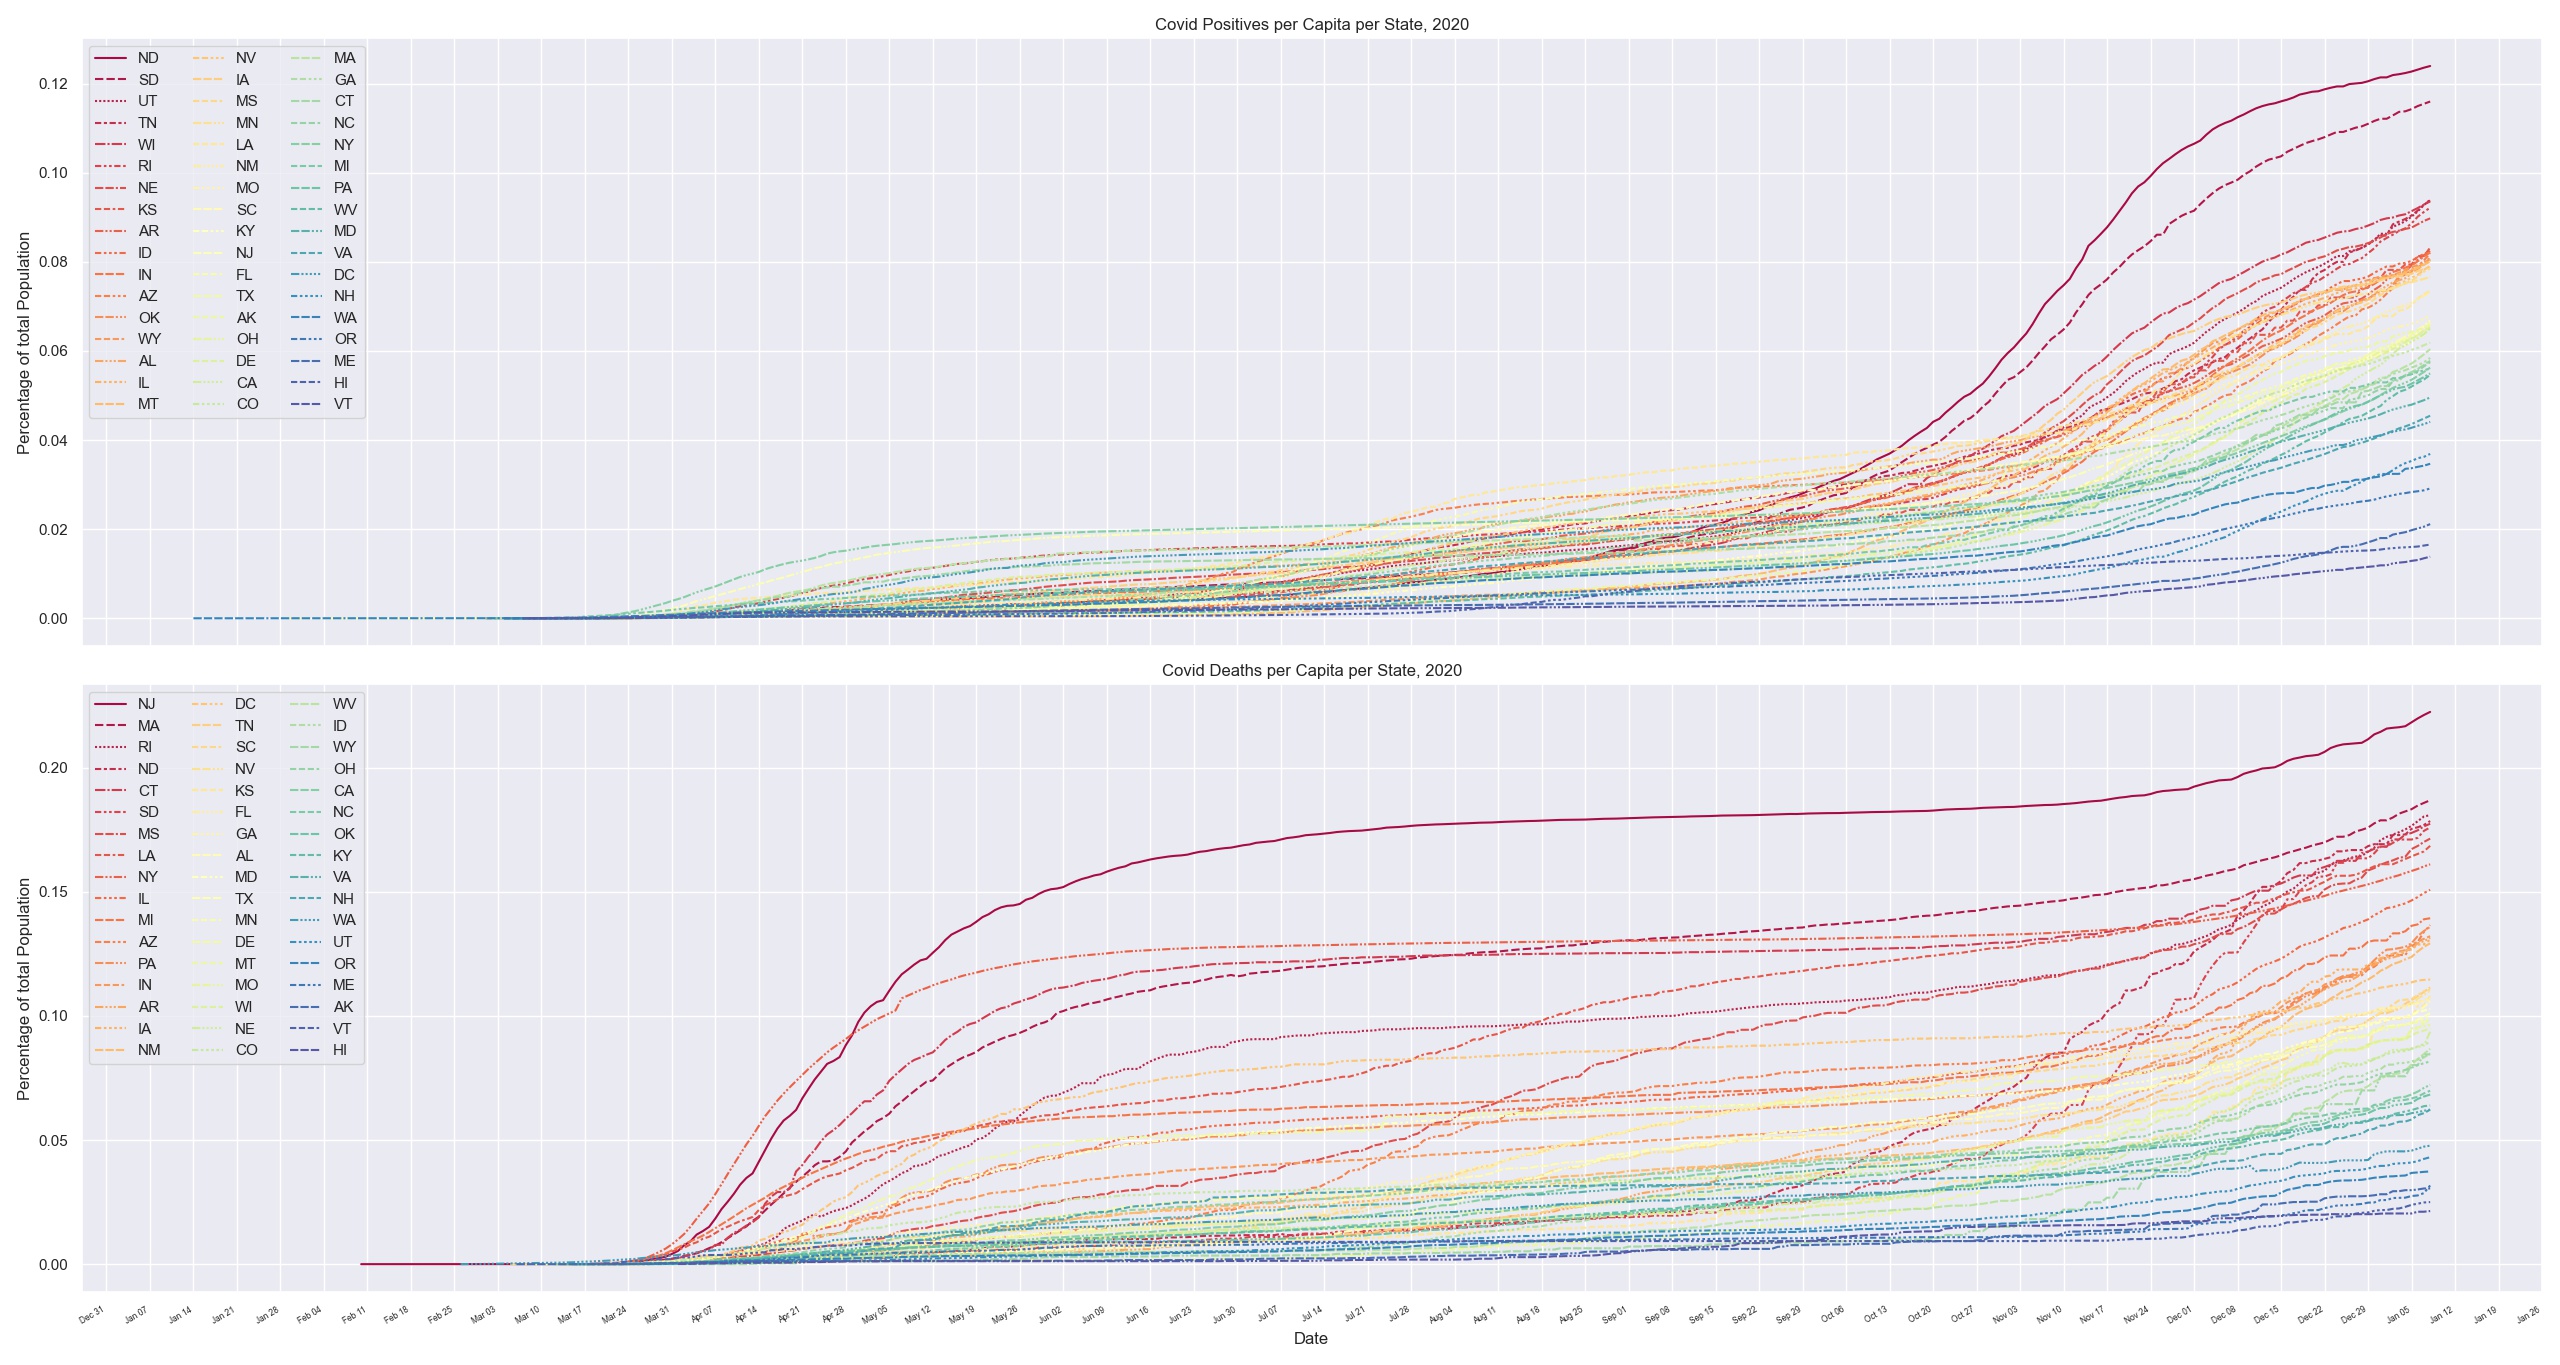 Covid Positives per Capita per State, 2020
Percentage of total Population
0.12
0.10
0.08
0.06
0.04
0.02
0.00
ND NV MA
SD IA GA
UT MS CT
TN MN NC
WI LA NY
RI NM MI
NE MO PA
KS SC WV
AR KY MD
ID NJ VA
IN FL DC
AZ TX NH
OK AK WA
WY OH OR
AL DE ME
IL CA HI
MT CO VT
Covid Deaths per Capita per State, 2020
Percentage of total Population
0.20
0.15
0.10
0.05
0.00
NJ DC WV
MA TN ID
RI SC WY
ND NV OH
CT KS CA
SD FL NC
MS GA OK
LA AL KY
NY MD VA
IL TX NH
MI MN WA
AZ DE UT
PA MT OR
IN MO ME
AR WI AK
IA NE VT
NM CO HI
Dec 31 Jan 07 Jan 14 Jan 21 Jan 28 Feb 04 Feb 11 Feb 18 Feb 25 Mar 03 Mar 10 Mar 17 Mar 24 Mar 31 Apr 07 Apr 14 Apr 21 Apr 28 May 05 May 12 May 19 May 26 Jun 02 Jun 09 Jun 16 Jun 23 Jun 30 Jul 07 Jul 14 Jul 21 Jul 28 Aug 04 Aug 11 Aug 18 Aug 25 Sep 01 Sep 08 Sep 15 Sep 22 Sep 29 Oct 06 Oct 13 Oct 20 Oct 27 Nov 03 Nov 10 Nov 17 Nov 24 Dec 01 Dec 08 Dec 15 Dec 22 Dec 29 Jan 05 Jan 12 Jan 19 Jan 26
Date